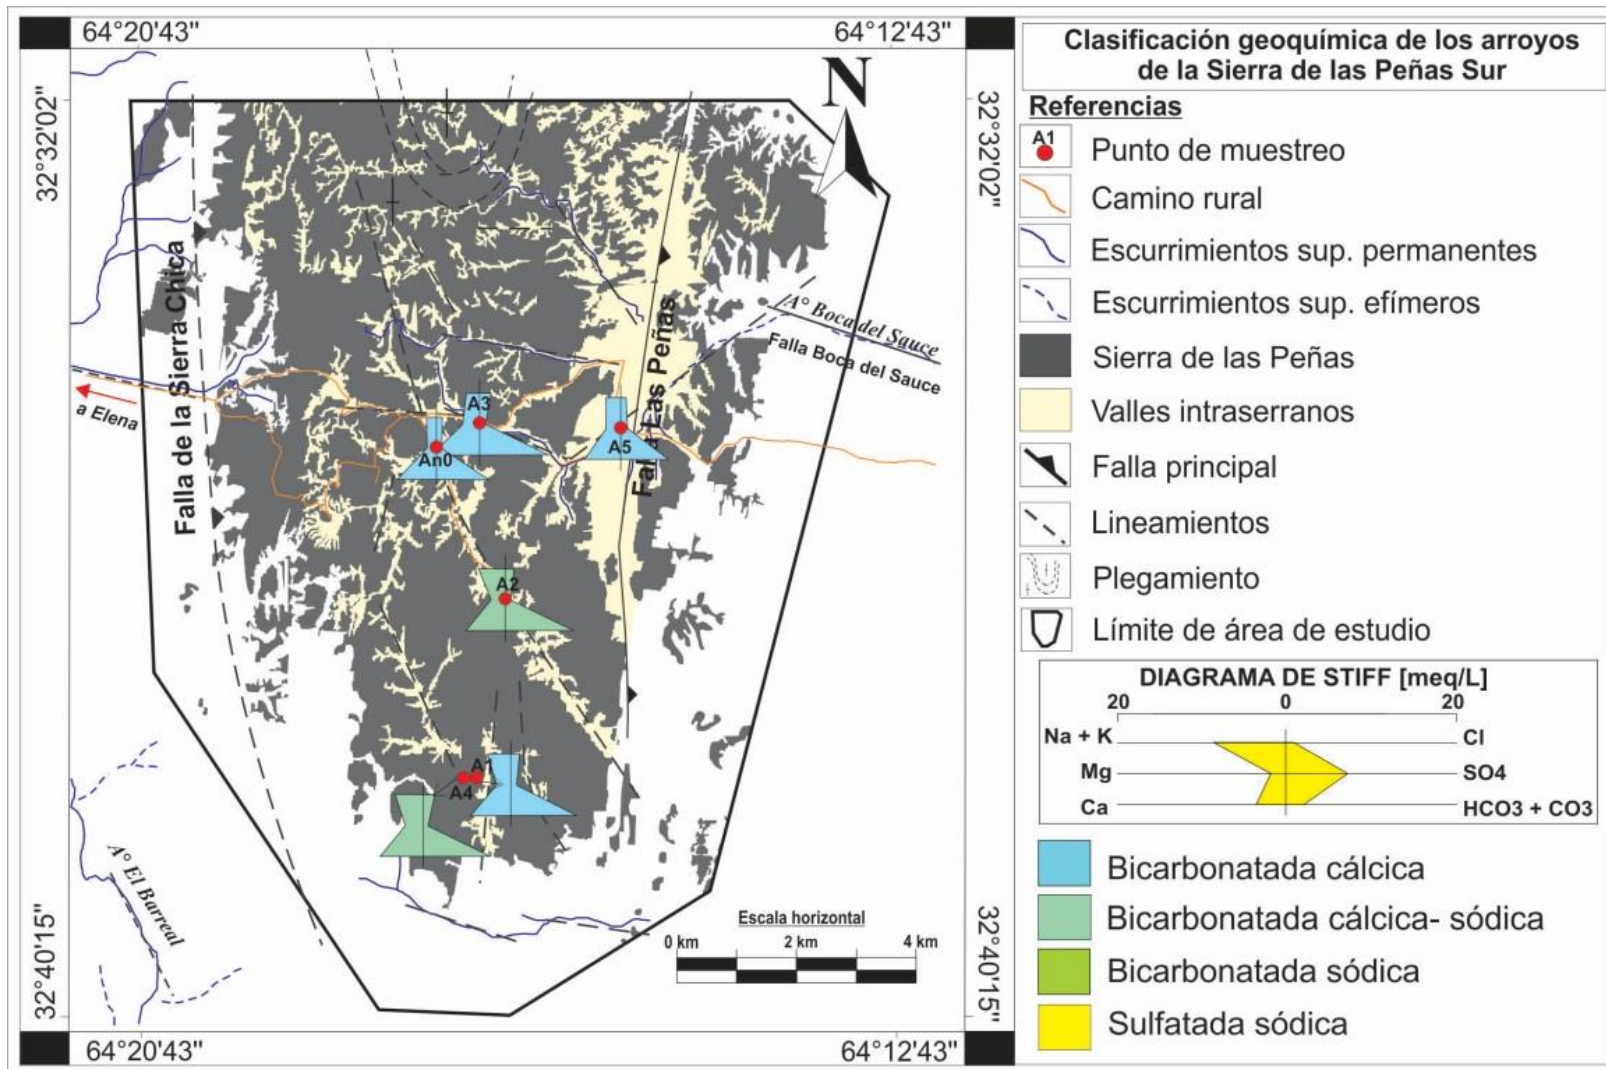 64°20'43"
64°12'43"
32°32'02"
32°32'02"
N
Falla de la Sierra Chica
Falla Las Peñas
A° Boca del Sauce
Falla Boca del Sauce
a Elena
A3
An0
A5
A2
A1
A4
A° El Barreal
Escala horizontal
0 km 2 km 4 km
32°40'15"
32°40'15"
64°20'43"
64°12'43"
Clasificación geoquímica de los arroyos
de la Sierra de las Peñas Sur
Referencias
A1
Punto de muestreo
Camino rural
Escurrimientos sup. permanentes
Escurrimientos sup. efímeros
Sierra de las Peñas
Valles intraserranos
Falla principal
Lineamientos
Plegamiento
Límite de área de estudio
DIAGRAMA DE STIFF [meq/L]
20 0 20
Na + K Cl
Mg SO4
Ca HCO3 + CO3
Bicarbonatada cálcica
Bicarbonatada cálcica- sódica
Bicarbonatada sódica
Sulfatada sódica